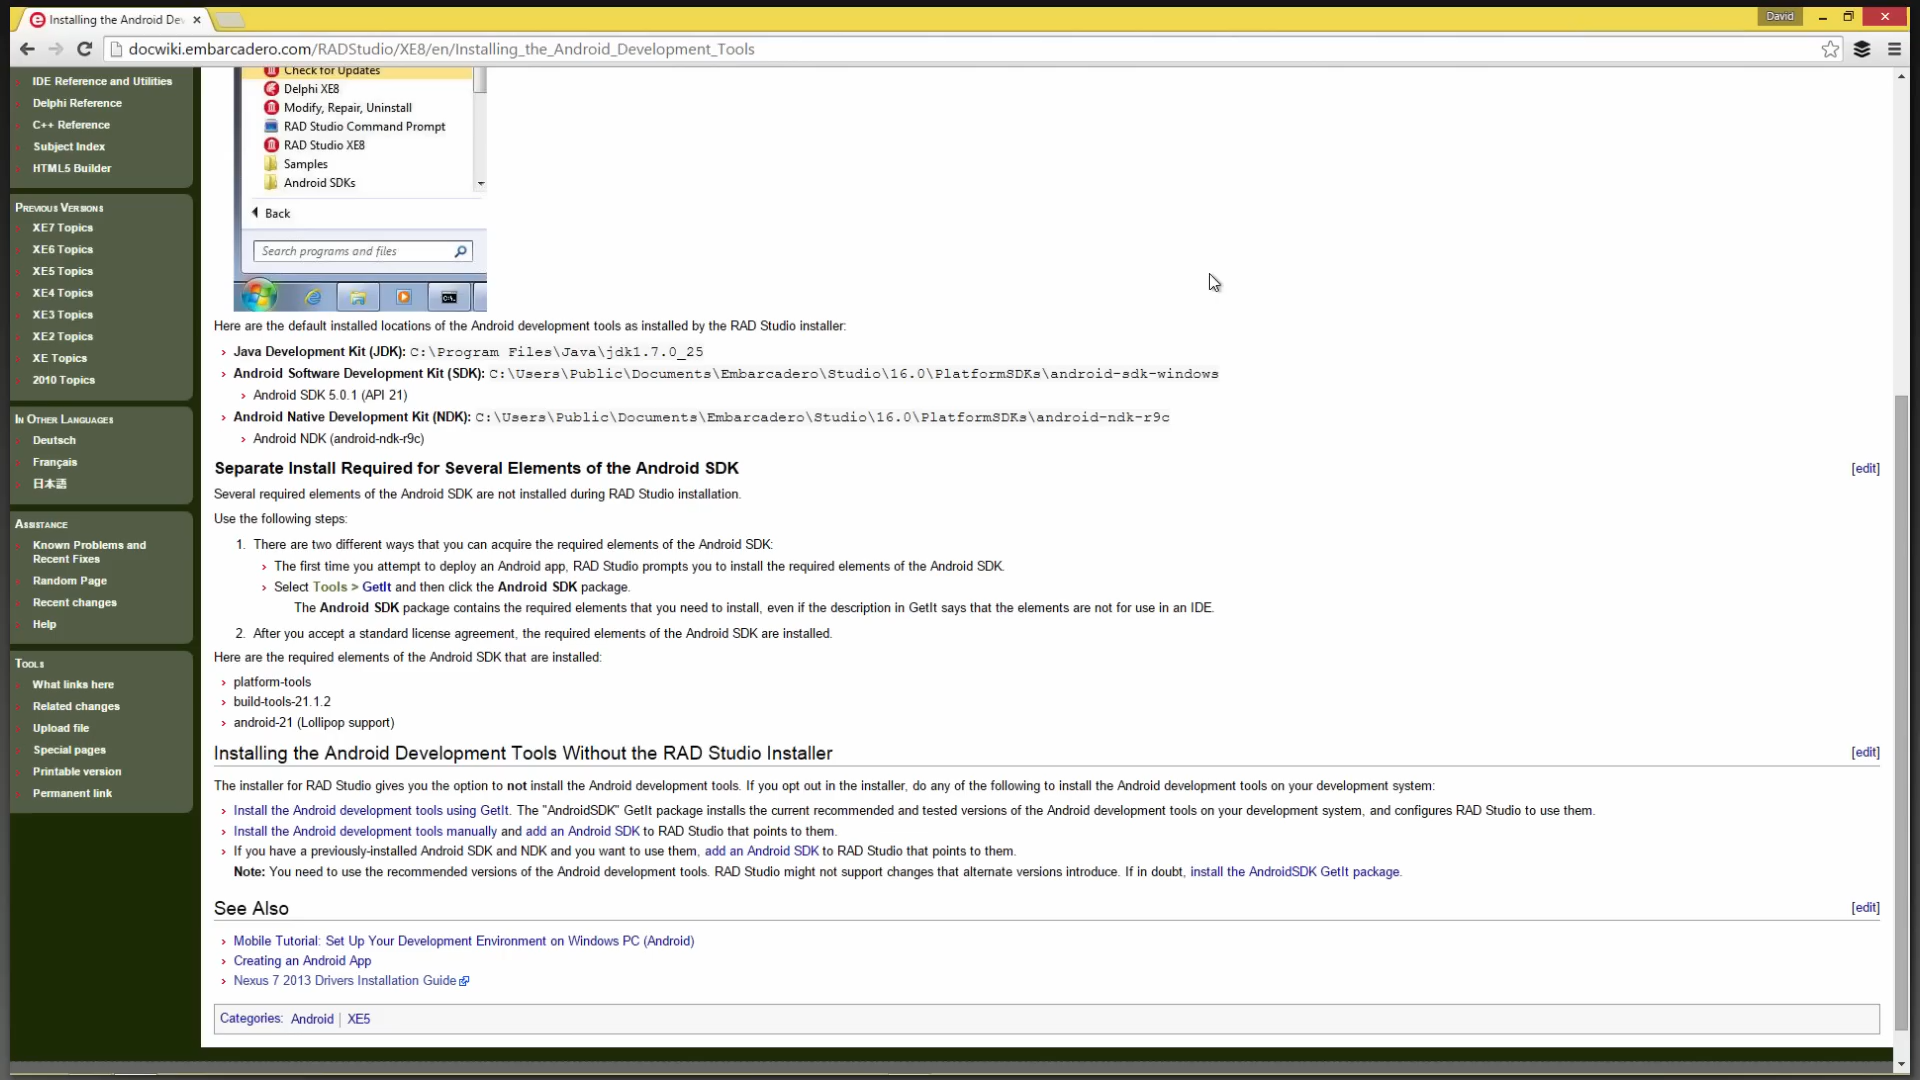 Installing the Android De
David
docwiki.embarcadero.com/RADStudio/XE8/en/Installing_the_Android_Development_Tools
IDE Reference and Utilities
Delphi Reference
C++ Reference
Subject Index
HTML5 Builder
Previous Versions
XE7 Topics
XE6 Topics
XE5 Topics
XE4 Topics
XE3 Topics
XE2 Topics
XE Topics
2010 Topics
In Other Languages
Deutsch
Français
日本語
Assistance
Known Problems and
Recent Fixes
Random Page
Recent changes
Help
Tools
What links here
Related changes
Upload file
Special pages
Printable version
Permanent link
Check for Updates
Delphi XE8
Modify, Repair, Uninstall
RAD Studio Command Prompt
RAD Studio XE8
Samples
Android SDKs
Back
Search programs and files
Here are the default installed locations of the Android development tools as installed by the RAD Studio installer:
Java Development Kit (JDK): C:\Program Files\Java\jdk1.7.0_25
Android Software Development Kit (SDK): C:\Users\Public\Documents\Embarcadero\Studio\16.0\PlatformSDKs\android-sdk-windows
Android SDK 5.0.1 (API 21)
Android Native Development Kit (NDK): C:\Users\Public\Documents\Embarcadero\Studio\16.0\PlatformSDKs\android-ndk-r9c
Android NDK (android-ndk-r9c)
Separate Install Required for Several Elements of the Android SDK [edit]
Several required elements of the Android SDK are not installed during RAD Studio installation.
Use the following steps:
1. There are two different ways that you can acquire the required elements of the Android SDK:
The first time you attempt to deploy an Android app, RAD Studio prompts you to install the required elements of the Android SDK.
Select Tools > GetIt and then click the Android SDK package.
The Android SDK package contains the required elements that you need to install, even if the description in GetIt says that the elements are not for use in an IDE.
2. After you accept a standard license agreement, the required elements of the Android SDK are installed.
Here are the required elements of the Android SDK that are installed:
platform-tools
build-tools-21.1.2
android-21 (Lollipop support)
Installing the Android Development Tools Without the RAD Studio Installer [edit]
The installer for RAD Studio gives you the option to not install the Android development tools. If you opt out in the installer, do any of the following to install the Android development tools on your development system:
Install the Android development tools using GetIt. The "AndroidSDK" GetIt package installs the current recommended and tested versions of the Android development tools on your development system, and configures RAD Studio to use them.
Install the Android development tools manually and add an Android SDK to RAD Studio that points to them.
If you have a previously-installed Android SDK and NDK and you want to use them, add an Android SDK to RAD Studio that points to them.
Note: You need to use the recommended versions of the Android development tools. RAD Studio might not support changes that alternate versions introduce. If in doubt, install the AndroidSDK GetIt package.
See Also [edit]
Mobile Tutorial: Set Up Your Development Environment on Windows PC (Android)
Creating an Android App
Nexus 7 2013 Drivers Installation Guide
Categories: Android | XE5